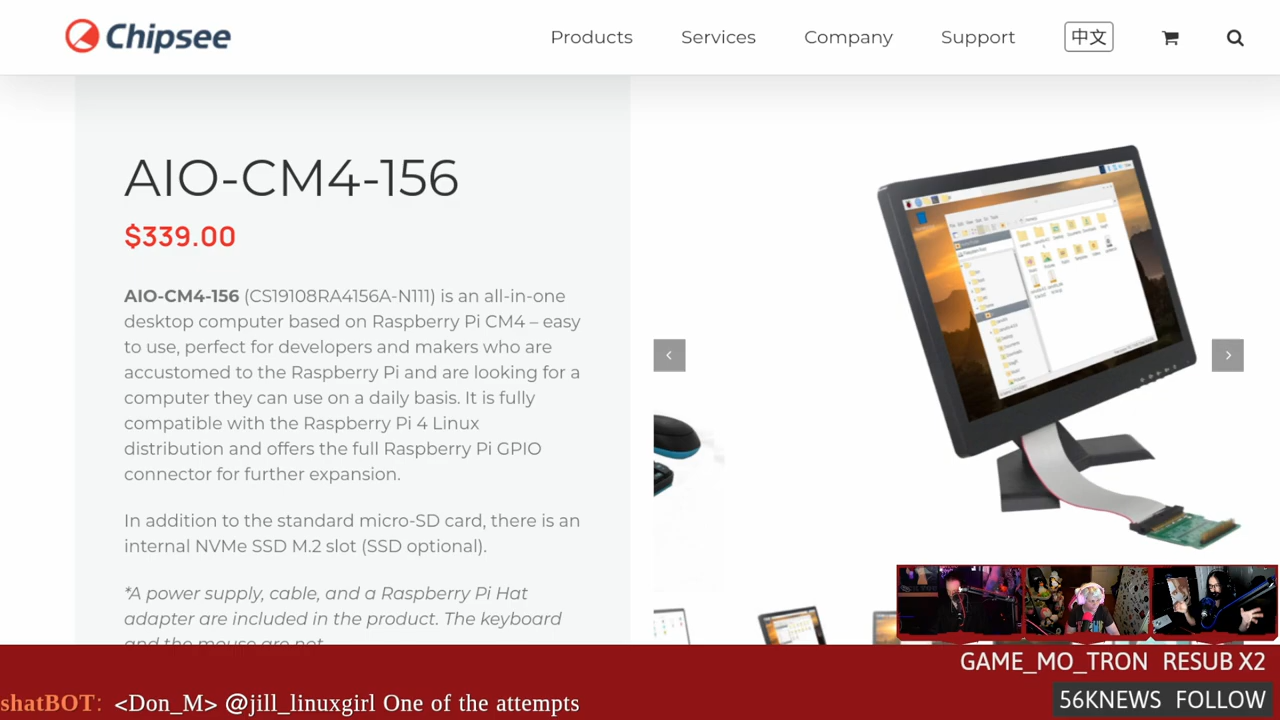 Chipsee
Products
Services
Company
Support
中文
AIO-CM4-156
$339.00
AIO-CM4-156 (CS19108RA4156A-N111) is an all-in-one
desktop computer based on Raspberry Pi CM4 – easy
to use, perfect for developers and makers who are
accustomed to the Raspberry Pi and are looking for a
computer they can use on a daily basis. It is fully
compatible with the Raspberry Pi 4 Linux
distribution and offers the full Raspberry Pi GPIO
connector for further expansion.
In addition to the standard micro-SD card, there is an
internal NVMe SSD M.2 slot (SSD optional).
*A power supply, cable, and a Raspberry Pi Hat
adapter are included in the product. The keyboard
and the mouse are not
GAME_MO_TRON RESUB X2
shatBOT: <Don_M> @jill_linuxgirl One of the attempts
56KNEWS FOLLOW